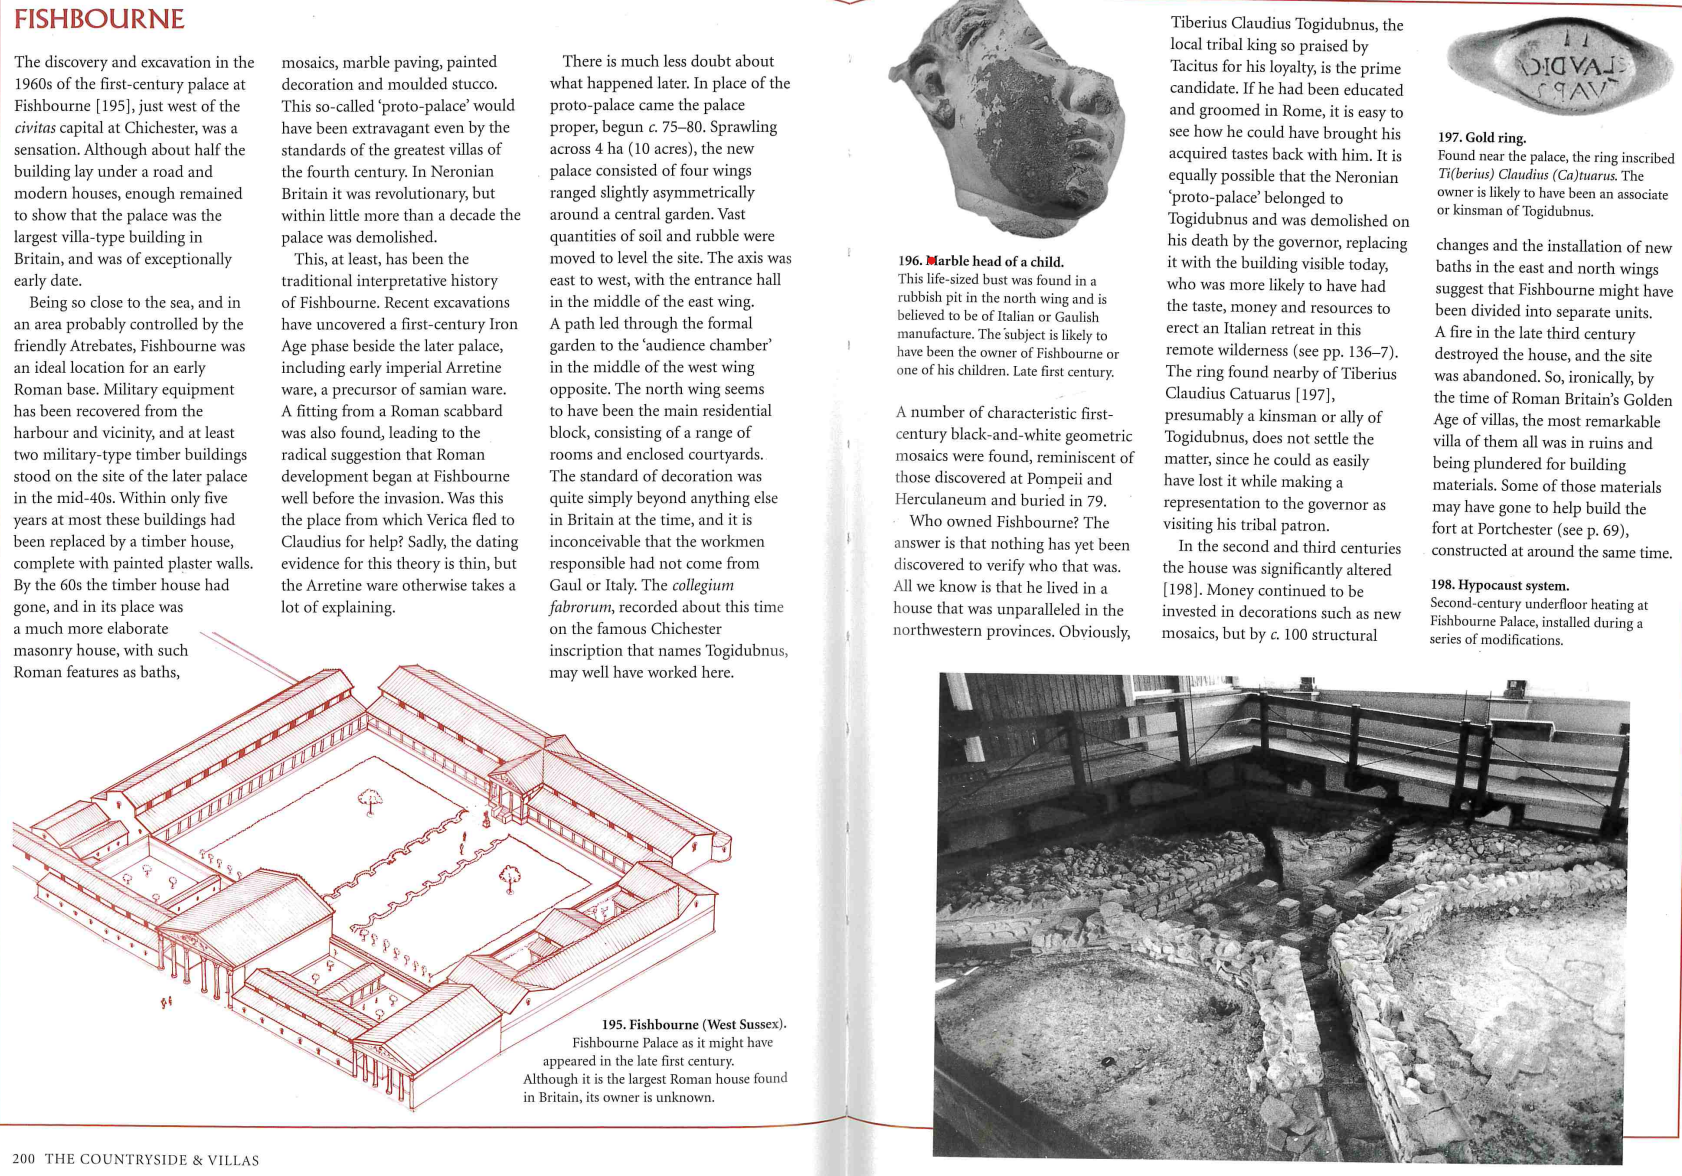 FISHBOURNE
The discovery and excavation in the
1960s of the first-century palace at
Fishbourne [195], just west of the
civitas capital at Chichester, was a
sensation. Although about half the
building lay under a road and
modern houses, enough remained
to show that the palace was the
largest villa-type building in
Britain, and was of exceptionally
early date.
Being so close to the sea, and in
an area probably controlled by the
friendly Atrebates, Fishbourne was
an ideal location for an early
Roman base. Military equipment
has been recovered from the
harbour and vicinity, and at least
two military-type timber buildings
stood on the site of the later palace
in the mid-40s. Within only five
years at most these buildings had
been replaced by a timber house,
complete with painted plaster walls.
By the 60s the timber house had
gone, and in its place was
a much more elaborate
masonry house, with such
Roman features as baths,
mosaics, marble paving, painted
decoration and moulded stucco.
This so-called ‘proto-palace’ would
have been extravagant even by the
standards of the greatest villas of
the fourth century. In Neronian
Britain it was revolutionary, but
within little more than a decade the
palace was demolished.
This, at least, has been the
traditional interpretative history
of Fishbourne. Recent excavations
have uncovered a first-century Iron
Age phase beside the later palace,
including early imperial Arretine
ware, a precursor of samian ware.
A fitting from a Roman scabbard
was also found, leading to the
radical suggestion that Roman
development began at Fishbourne
well before the invasion. Was this
the place from which Verica fled to
Claudius for help? Sadly, the dating
evidence for this theory is thin, but
the Arretine ware otherwise takes a
lot of explaining.
There is much less doubt about
what happened later. In place of the
proto-palace came the palace
proper, begun c. 75–80. Sprawling
across 4 ha (10 acres), the new
palace consisted of four wings
ranged slightly asymmetrically
around a central garden. Vast
quantities of soil and rubble were
moved to level the site. The axis was
east to west, with the entrance hall
in the middle of the east wing.
A path led through the formal
garden to the ‘audience chamber’
in the middle of the west wing
opposite. The north wing seems
to have been the main residential
block, consisting of a range of
rooms and enclosed courtyards.
The standard of decoration was
quite simply beyond anything else
in Britain at the time, and it is
inconceivable that the workmen
responsible had not come from
Gaul or Italy. The collegium
fabrorum, recorded about this time
on the famous Chichester
inscription that names Togidubnus,
may well have worked here.
195. Fishbourne (West Sussex).
Fishbourne Palace as it might have
appeared in the late first century.
Although it is the largest Roman house found
in Britain, its owner is unknown.
200 THE COUNTRYSIDE & VILLAS
196. Marble head of a child.
This life-sized bust was found in a
rubbish pit in the north wing and is
believed to be of Italian or Gaulish
manufacture. The subject is likely to
have been the owner of Fishbourne or
one of his children. Late first century.
A number of characteristic first-
century black-and-white geometric
mosaics were found, reminiscent of
those discovered at Pompeii and
Herculaneum and buried in 79.
Who owned Fishbourne? The
answer is that nothing has yet been
discovered to verify who that was.
All we know is that he lived in a
house that was unparalleled in the
northwestern provinces. Obviously,
Tiberius Claudius Togidubnus, the
local tribal king so praised by
Tacitus for his loyalty, is the prime
candidate. If he had been educated
and groomed in Rome, it is easy to
see how he could have brought his
acquired tastes back with him. It is
equally possible that the Neronian
‘proto-palace’ belonged to
Togidubnus and was demolished on
his death by the governor, replacing
it with the building visible today,
who was more likely to have had
the taste, money and resources to
erect an Italian retreat in this
remote wilderness (see pp. 136–7).
The ring found nearby of Tiberius
Claudius Catuarus [197],
presumably a kinsman or ally of
Togidubnus, does not settle the
matter, since he could as easily
have lost it while making a
representation to the governor as
visiting his tribal patron.
In the second and third centuries
the house was significantly altered
[198]. Money continued to be
invested in decorations such as new
mosaics, but by c. 100 structural
197. Gold ring.
Found near the palace, the ring inscribed
Ti(berius) Claudius (Ca)tuarus. The
owner is likely to have been an associate
or kinsman of Togidubnus.
changes and the installation of new
baths in the east and north wings
suggest that Fishbourne might have
been divided into separate units.
A fire in the late third century
destroyed the house, and the site
was abandoned. So, ironically, by
the time of Roman Britain’s Golden
Age of villas, the most remarkable
villa of them all was in ruins and
being plundered for building
materials. Some of those materials
may have gone to help build the
fort at Portchester (see p. 69),
constructed at around the same time.
198. Hypocaust system.
Second-century underfloor heating at
Fishbourne Palace, installed during a
series of modifications.